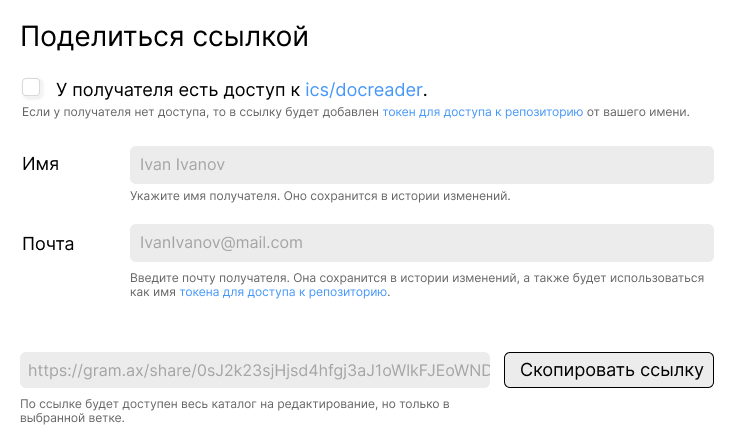 Поделиться ссылкой
У получателя есть доступ к ics/docreader.
Если у получателя нет доступа, то в ссылку будет добавлен токен для доступа к репозиторию от вашего имени.
Имя
Ivan Ivanov
Укажите имя получателя. Оно сохранится в истории изменений.
Почта
IvanIvanov@mail.com
Введите почту получателя. Она сохранится в истории изменений, а также будет использоваться
как имя токена для доступа к репозиторию.
https://gram.ax/share/0sJ2k23sjHjsd4hfgj3aJ1oWlkFJEoWND
Скопировать ссылку
По ссылке будет доступен весь каталог на редактирование, но только в
выбранной ветке.